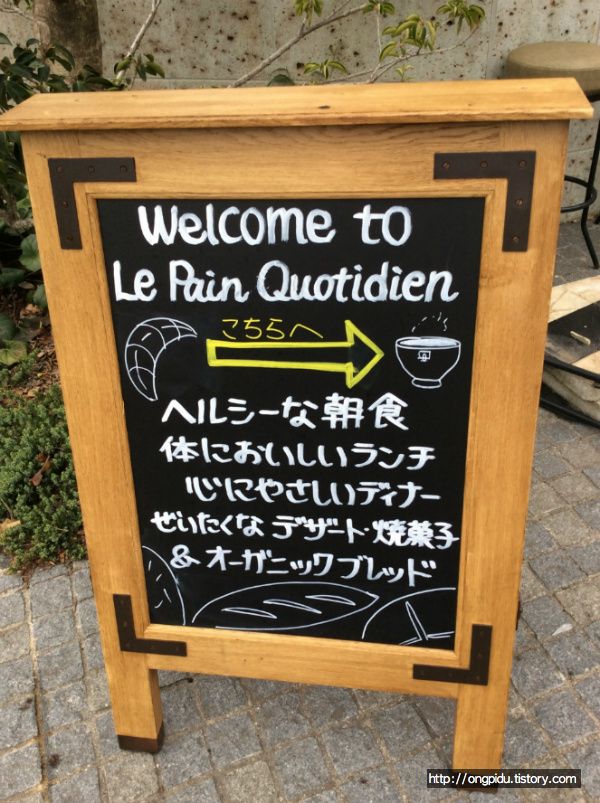 Welcome to
Le Pain Quotidien
こちらへ
ヘルシーな朝食
体においしいランチ
心にやさしいディナー
ぜいたくなデザート・焼菓子
& オーガニックブレッド
http://ongpidu.tistory.com